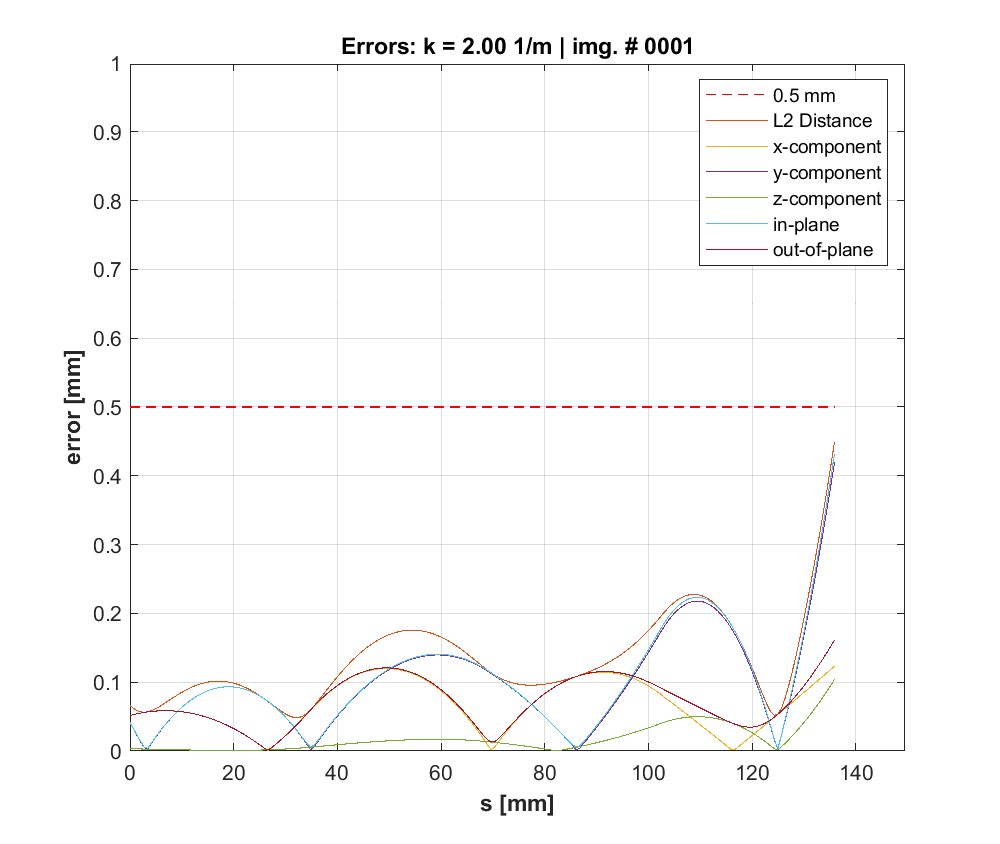 Errors: k = 2.00 1/m | img. # 0001
1
0.9
0.8
0.7
0.6
0.5
0.4
0.3
0.2
0.1
0
error [mm]
0.5 mm
L2 Distance
x-component
y-component
z-component
in-plane
out-of-plane
0 20 40 60 80 100 120 140
s [mm]